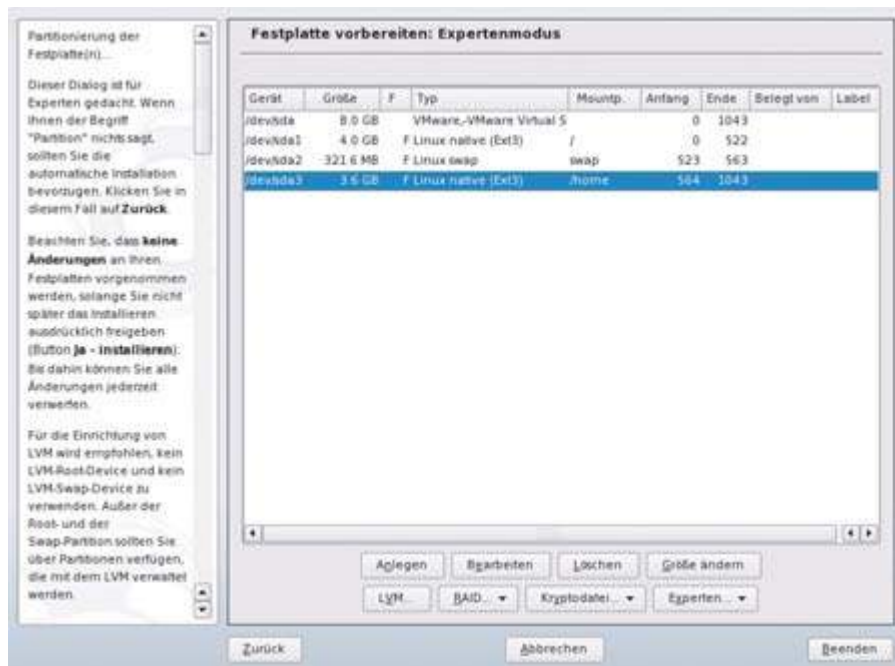 Partitionierung der
Festplatte(n)...
Dieser Dialog ist für
Experten gedacht. Wenn
Ihnen der Begriff
"Partition" nichts sagt,
sollten Sie die
automatische Installation
bevorzugen. Klicken Sie in
diesem Fall auf Zurück.
Beachten Sie, dass keine
Änderungen an Ihren
Festplatten vorgenommen
werden, solange Sie nicht
später das Installieren
ausdrücklich freigeben
(Button Ja - installieren).
Bis dahin können Sie alle
Änderungen jederzeit
verwerfen.
Für die Einrichtung von
LVM wird empfohlen, kein
LVM-Root-Device und kein
LVM-Swap-Device zu
verwenden. Außer der
Root- und der
Swap-Partition sollten Sie
über Partitionen verfügen,
die mit dem LVM verwaltet
werden.
Festplatte vorbereiten: Expertenmodus
Gerät Größe F Typ Mountp. Anfang Ende Belegt von Label
/dev/sda 8.0 GB VMware,-VMware Virtual S 0 1043
/dev/sda1 4.0 GB F Linux native (Ext3) / 0 522
/dev/sda2 321.6 MB F Linux swap swap 523 563
/dev/sda3 3.6 GB F Linux native (Ext3) /home 564 1043
Anlegen Bearbeiten Löschen Größe ändern
LVM... RAID... Kryptodatei... Experten...
Zurück Abbrechen Beenden